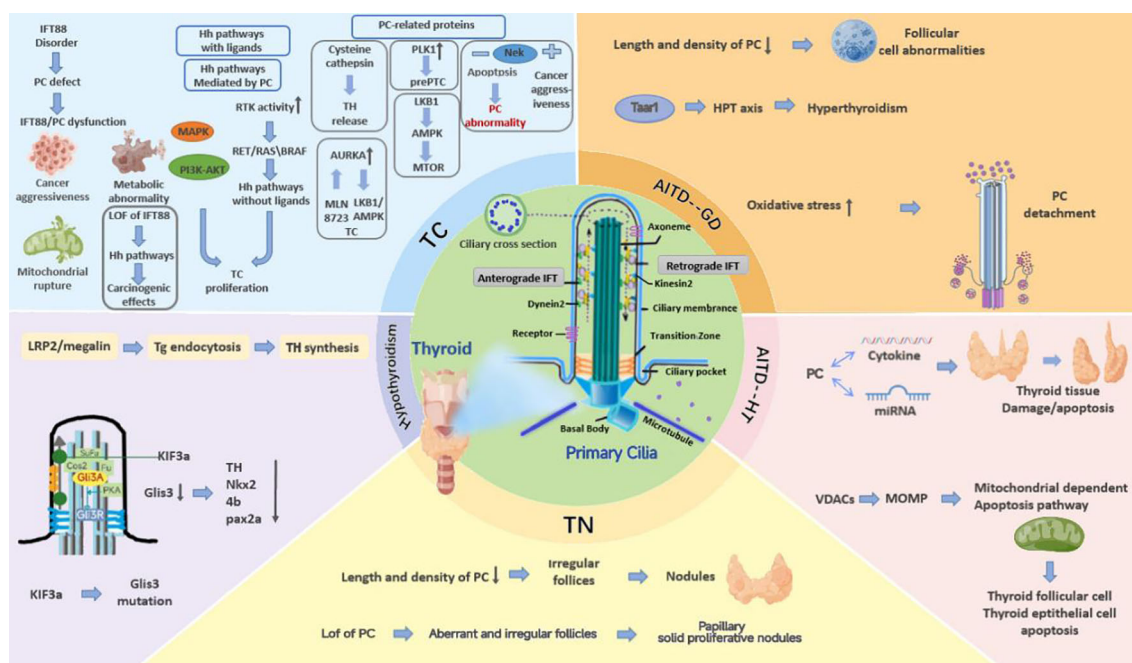 IFT88
Disorder
PC defect
IFT88/PC dysfunction
Cancer
aggressiveness
Mitochondrial
rupture
Hh pathways
with ligands
Hh pathways
Mediated by PC
RTK activity↑
MAPK
PI3K-AKT
RET/RAS\BRAF
Hh pathways
without ligands
TC
proliferation
Metabolic
abnormality
LOF of IFT88
Hh pathways
Carcinogenic
effects
PC-related proteins
Cysteine
cathepsin
TH
release
PLK1↑
prePTC
LKB1
AMPK
MTOR
Nek
Apoptosis
PC
abnormality
Cancer
aggress-
iveness
AURKA↑
MLN
8723
LKB1/
AMPK
TC
TC
AITD--GD
Length and density of PC↓
Follicular
cell abnormalities
Taar1
HPT axis
Hyperthyroidism
Oxidative stress↑
PC
detachment
Ciliary cross section
Axoneme
Anterograde IFT
Retrograde IFT
Kinesin2
Dynein2
Ciliary membrance
Receptor
Transition Zone
Ciliary pocket
Basal Body
Microtubule
Thyroid
Primary Cilia
Hypothyroidism
LRP2/megalin
Tg endocytosis
TH synthesis
SuFu
Cos2
Fu
Gli3A
PKA
Gli3R
KIF3a
Glis3↓
TH
Nkx2
4b
pax2a
KIF3a
Glis3
mutation
AITD--HT
PC
Cytokine
miRNA
Thyroid tissue
Damage/apoptosis
VDACs
MOMP
Mitochondrial dependent
Apoptosis pathway
Thyroid follicular cell
Thyroid eptithelial cell
apoptosis
TN
Length and density of PC↓
Irregular
follices
Nodules
Lof of PC
Aberrant and irregular follicles
Papillary
solid proliferative nodules